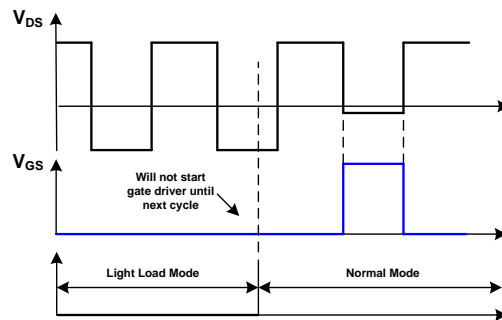 VDS
VGS
Will not start
gate driver until
next cycle
Light Load Mode
Normal Mode